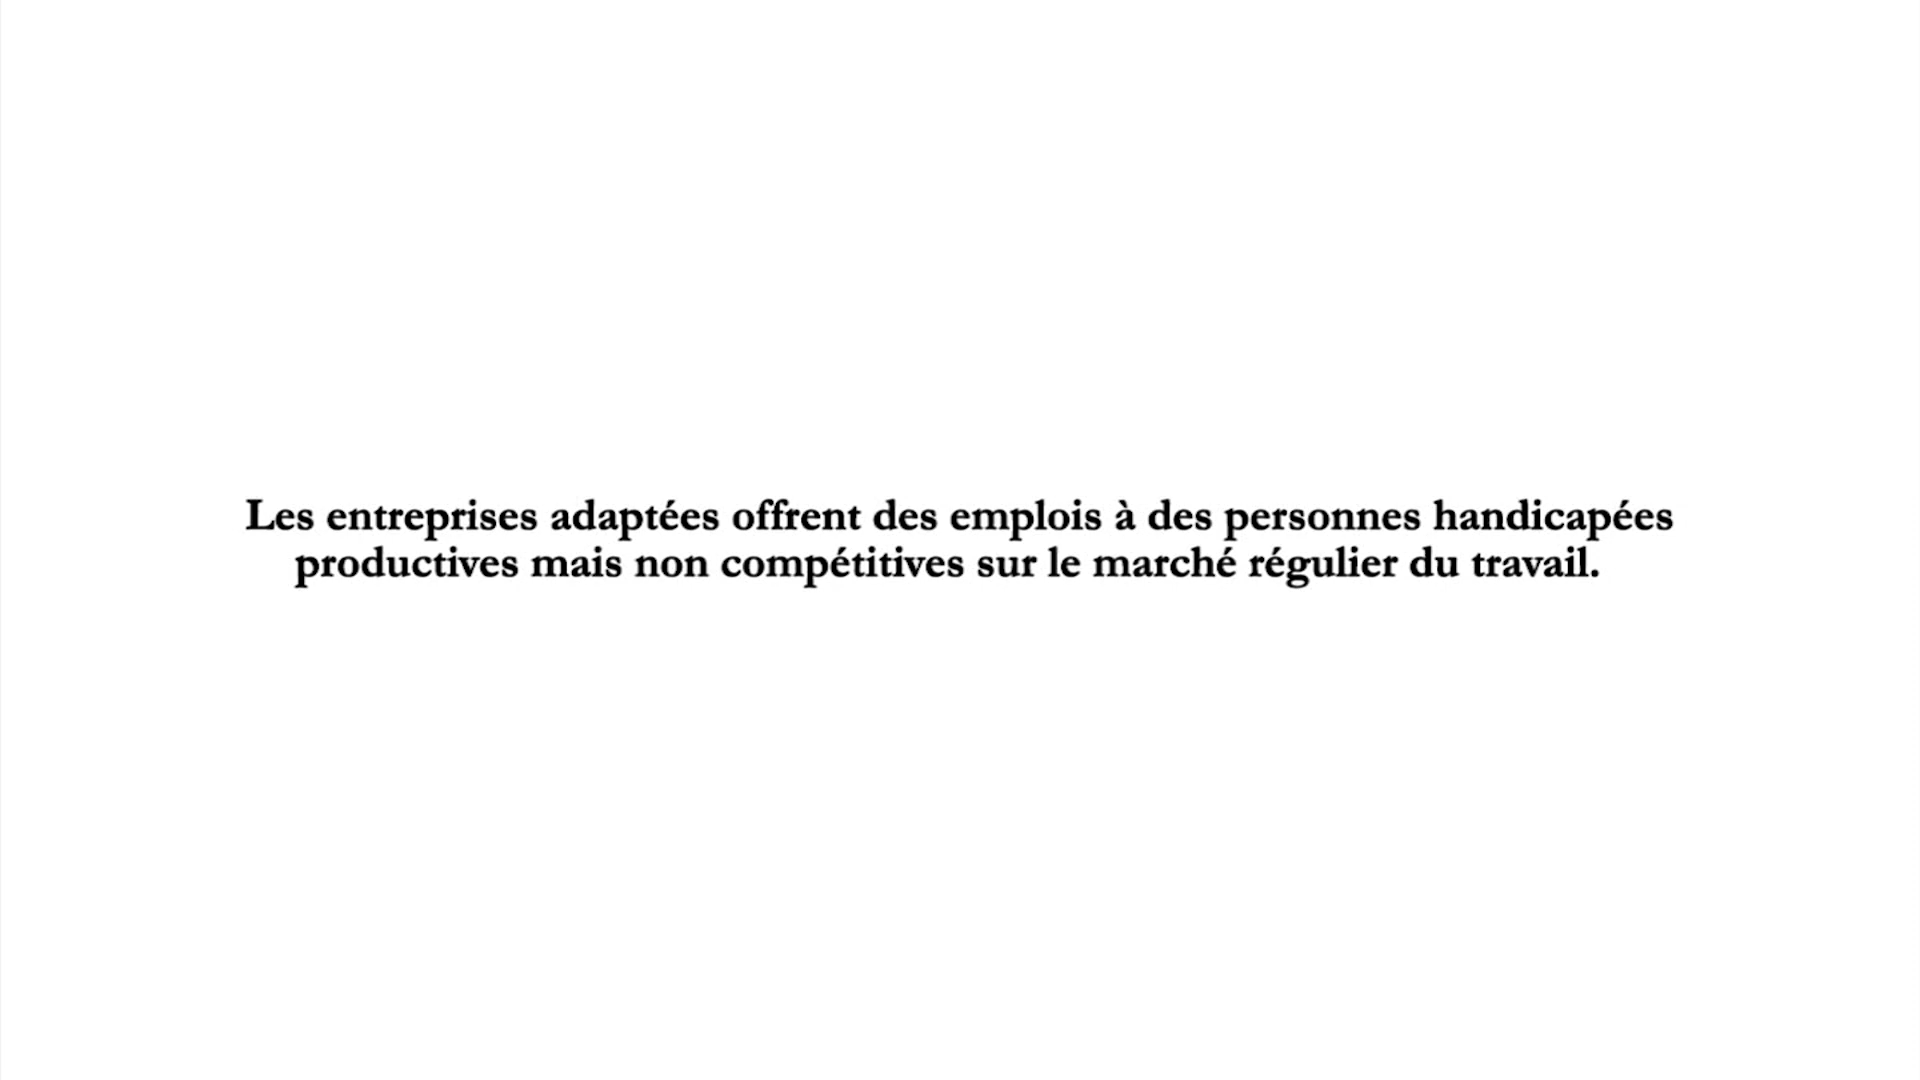 Les entreprises adaptées offrent des emplois à des personnes handicapées
productives mais non compétitives sur le marché régulier du travail.